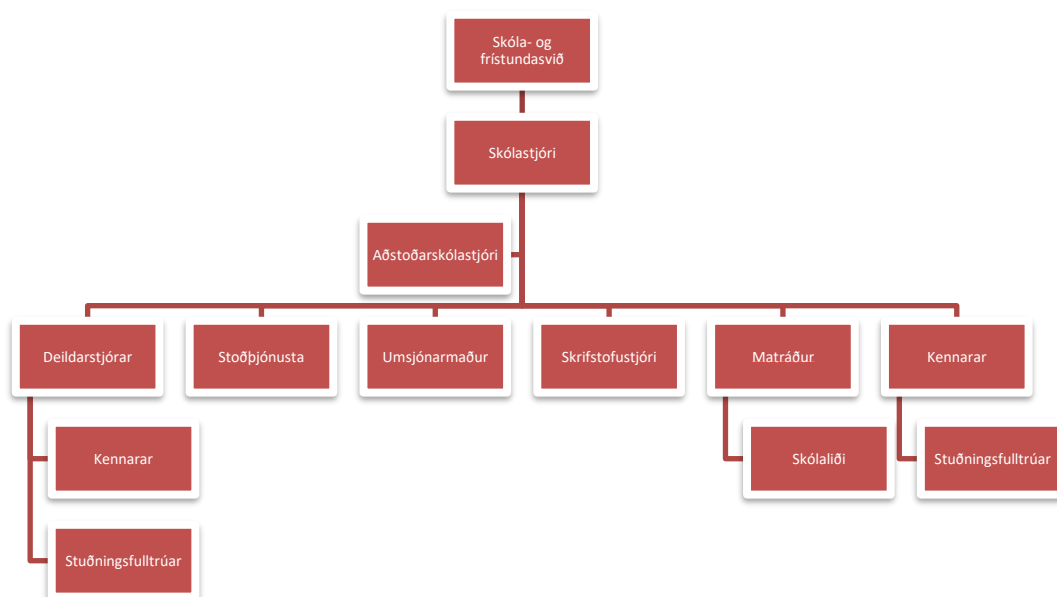 Skóla- og
frístundasvið
Skólastjóri
Aðstoðarskólastjóri
Deildarstjórar
Stoðþjónusta
Umsjónarmaður
Skrifstofustjóri
Matráður
Kennarar
Kennarar
Skólaliði
Stuðningsfulltrúar
Stuðningsfulltrúar